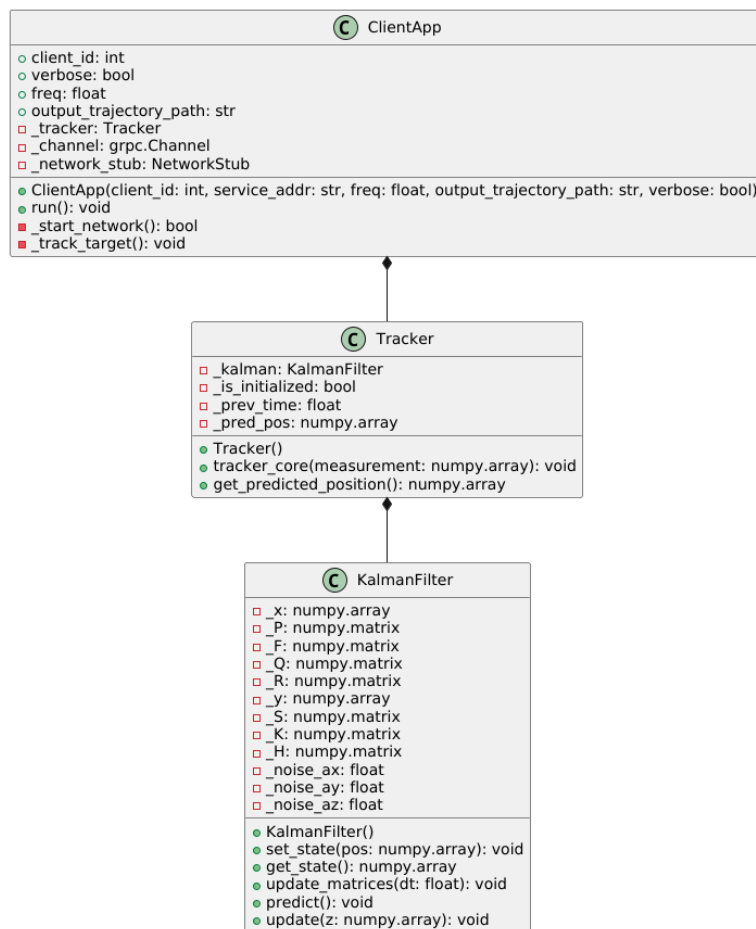 C ClientApp
client_id: int
verbose: bool
freq: float
output_trajectory_path: str
_tracker: Tracker
_channel: grpc.Channel
_network_stub: NetworkStub
ClientApp(client_id: int, service_addr: str, freq: float, output_trajectory_path: str, verbose: bool)
run(): void
_start_network(): bool
_track_target(): void
C Tracker
_kalman: KalmanFilter
_is_initialized: bool
_prev_time: float
_pred_pos: numpy.array
Tracker()
tracker_core(measurement: numpy.array): void
get_predicted_position(): numpy.array
C KalmanFilter
_x: numpy.array
_P: numpy.matrix
_F: numpy.matrix
_Q: numpy.matrix
_R: numpy.matrix
_y: numpy.array
_S: numpy.matrix
_K: numpy.matrix
_H: numpy.matrix
_noise_ax: float
_noise_ay: float
_noise_az: float
KalmanFilter()
set_state(pos: numpy.array): void
get_state(): numpy.array
update_matrices(dt: float): void
predict(): void
update(z: numpy.array): void